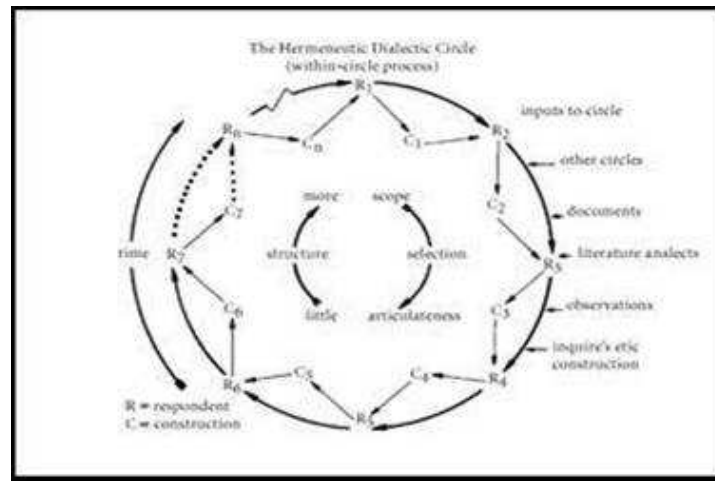 The Hermeneutic Dialectic Circle
(within-circle process)
R1
inputs to circle
Rn
R2
Cn
C1
other circles
more
scope
C7
C2
documents
time
R7
structure
selection
R3
literature analects
C6
C3
observations
little
articulateness
inquire's etic
construction
C5
C4
R6
R4
R = respondent
C = construction
R5